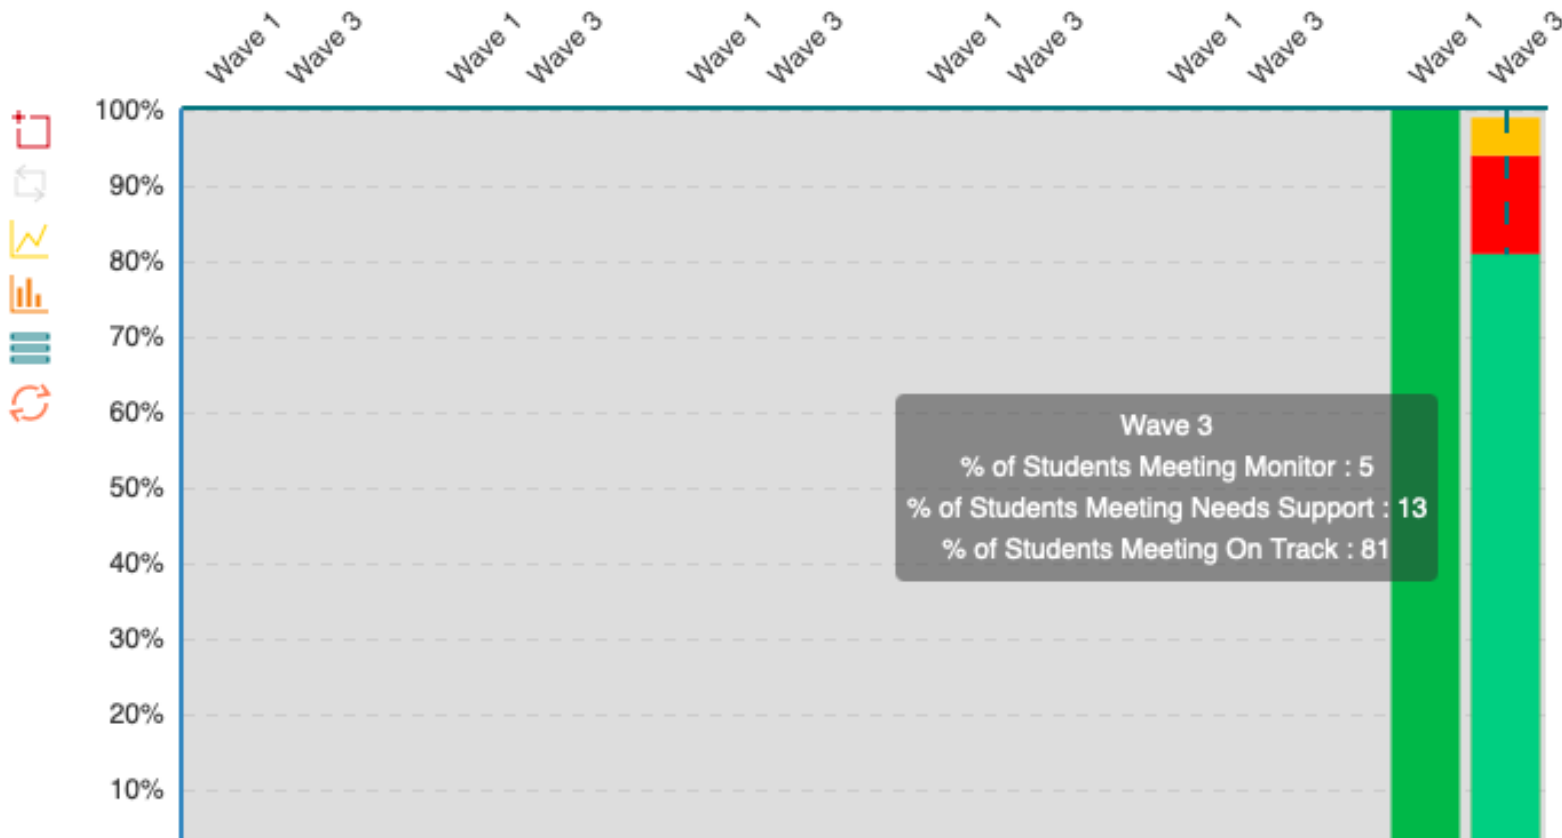 Wave 1 Wave 3 Wave 1 Wave 3 Wave 1 Wave 3 Wave 1 Wave 3 Wave 1 Wave 3 Wave 1 Wave 3
100%
90%
80%
70%
60%
50%
40%
30%
20%
10%
Wave 3
% of Students Meeting Monitor : 5
% of Students Meeting Needs Support : 13
% of Students Meeting On Track : 81